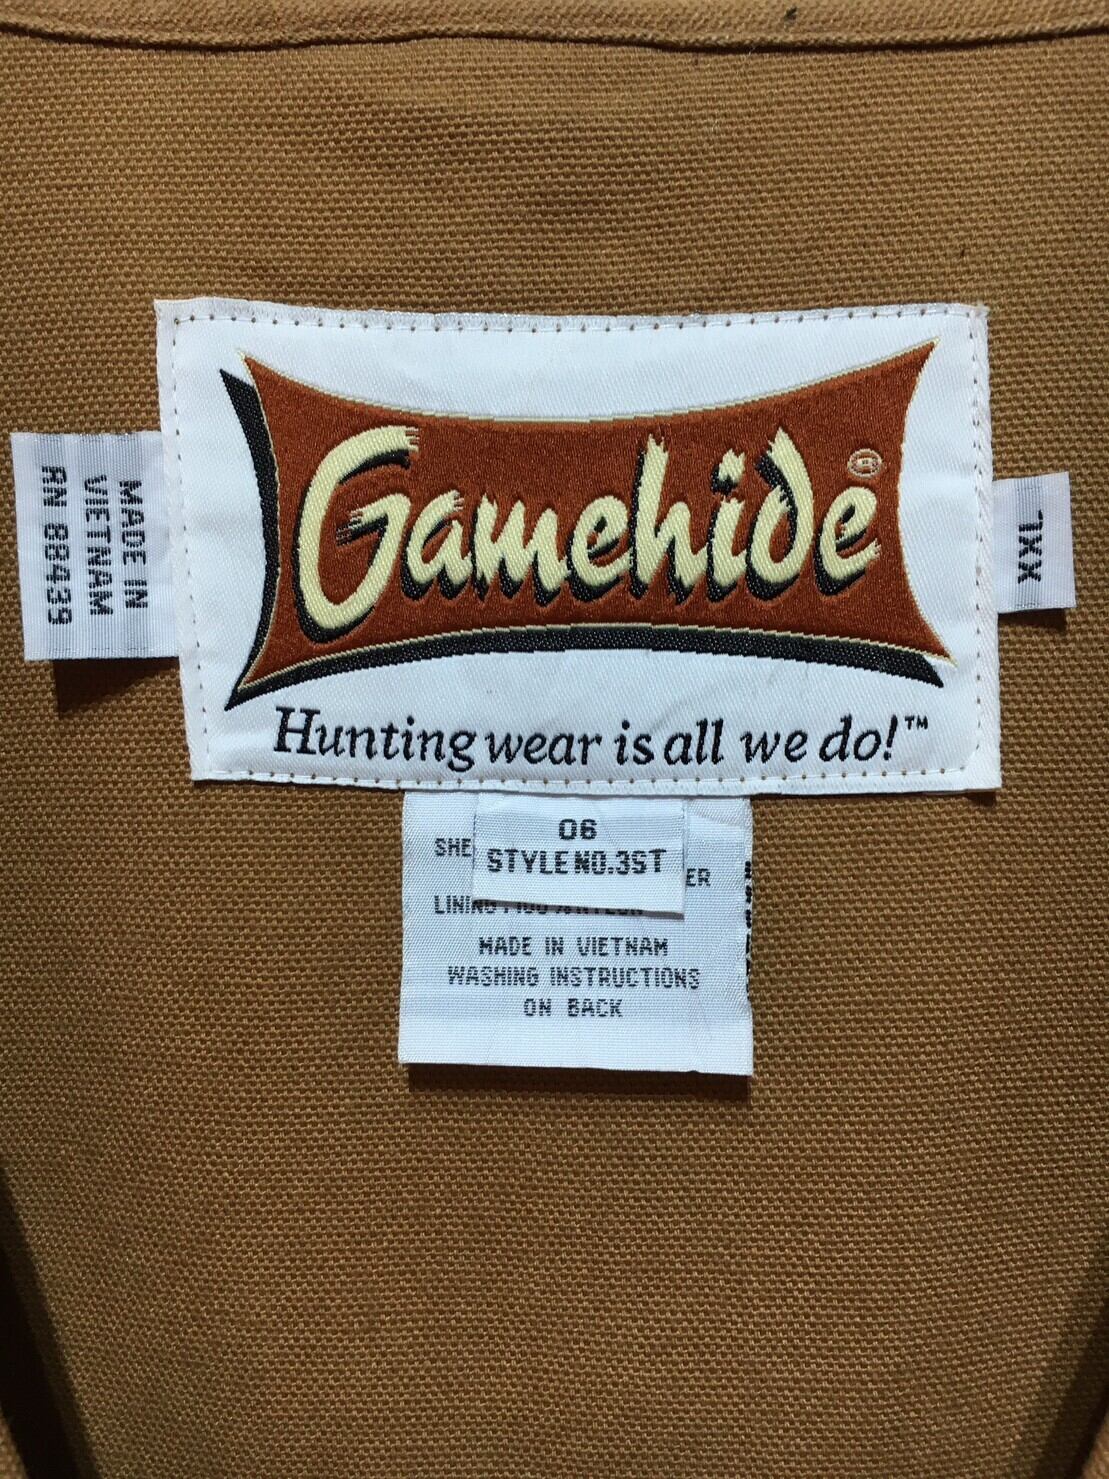 Gamehide®
Hunting wear is all we do!™
MADE IN
VIETNAM
RN 88439
XXL
06
STYLE NO.3ST
MADE IN VIETNAM
WASHING INSTRUCTIONS
ON BACK